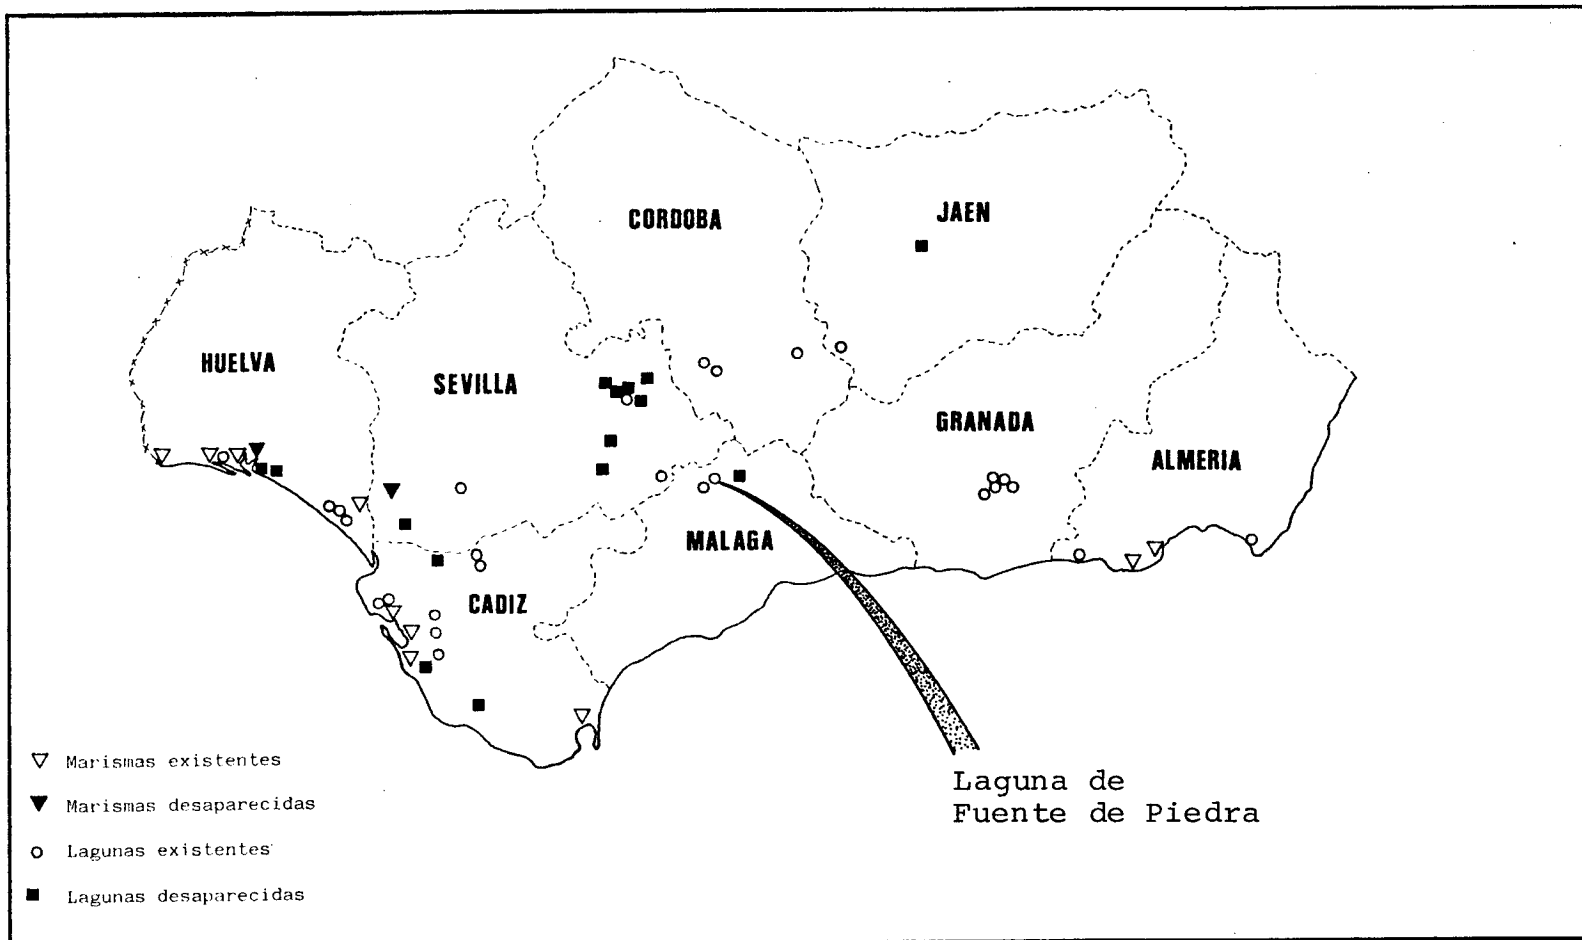 CORDOBA
JAEN
HUELVA
SEVILLA
GRANADA
ALMERIA
MALAGA
CADIZ
Marismas existentes
Marismas desaparecidas
Lagunas existentes
Lagunas desaparecidas
Laguna de
Fuente de Piedra